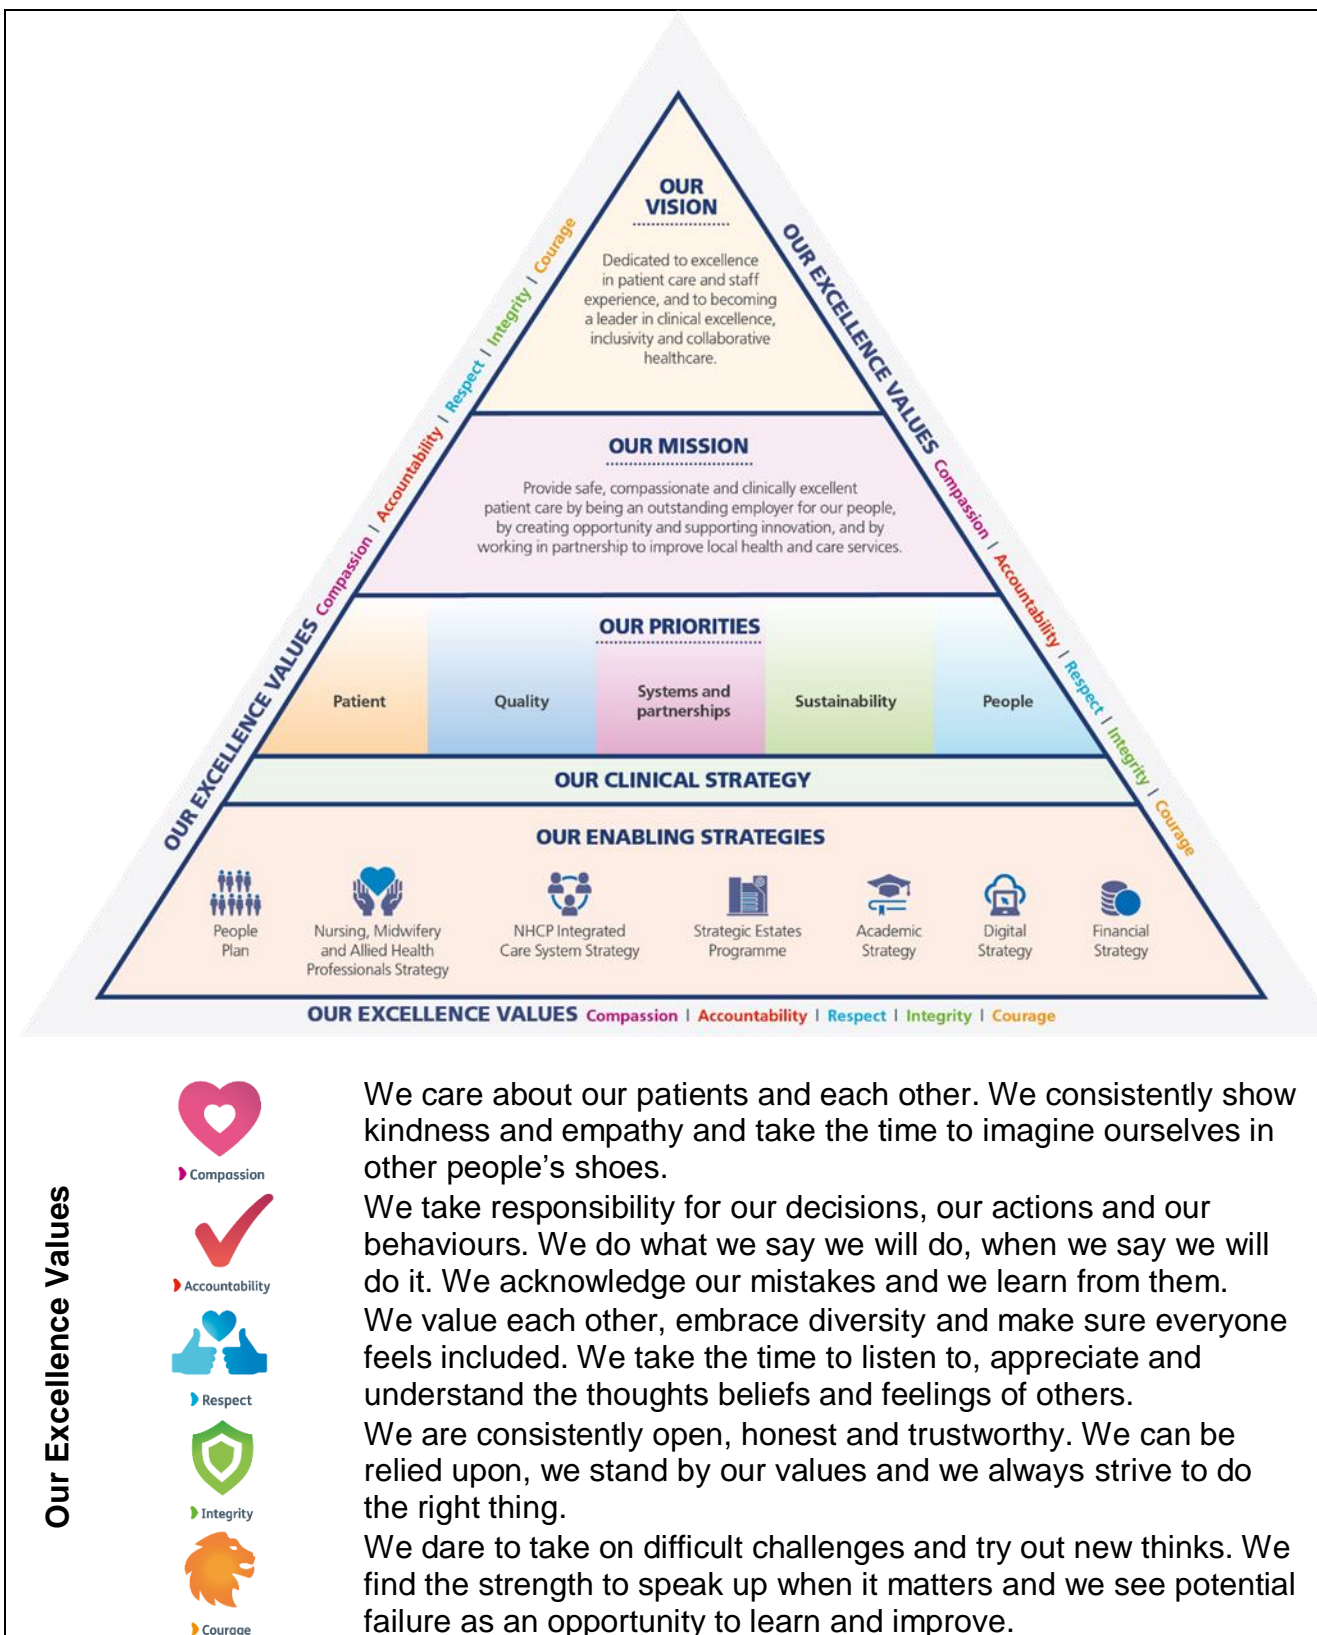 OUR
VISION
Dedicated to excellence
in patient care and staff
experience, and to becoming
a leader in clinical excellence,
inclusivity and collaborative
healthcare.
OUR MISSION
Provide safe, compassionate and clinically excellent
patient care by being an outstanding employer for our people,
by creating opportunity and supporting innovation, and by
working in partnership to improve local health and care services.
OUR PRIORITIES
Patient
Quality
Systems and
partnerships
Sustainability
People
OUR CLINICAL STRATEGY
OUR ENABLING STRATEGIES
People
Plan
Nursing, Midwifery
and Allied Health
Professionals Strategy
NHCP Integrated
Care System Strategy
Strategic Estates
Programme
Academic
Strategy
Digital
Strategy
Financial
Strategy
OUR EXCELLENCE VALUES Compassion | Accountability | Respect | Integrity | Courage
OUR EXCELLENCE VALUES Compassion | Accountability | Respect | Integrity | Courage
OUR EXCELLENCE VALUES Compassion | Accountability | Respect | Integrity | Courage
Our Excellence Values
Compassion
We care about our patients and each other. We consistently show
kindness and empathy and take the time to imagine ourselves in
other people's shoes.
Accountability
We take responsibility for our decisions, our actions and our
behaviours. We do what we say we will do, when we say we will
do it. We acknowledge our mistakes and we learn from them.
Respect
We value each other, embrace diversity and make sure everyone
feels included. We take the time to listen to, appreciate and
understand the thoughts beliefs and feelings of others.
Integrity
We are consistently open, honest and trustworthy. We can be
relied upon, we stand by our values and we always strive to do
the right thing.
Courage
We dare to take on difficult challenges and try out new thinks. We
find the strength to speak up when it matters and we see potential
failure as an opportunity to learn and improve.